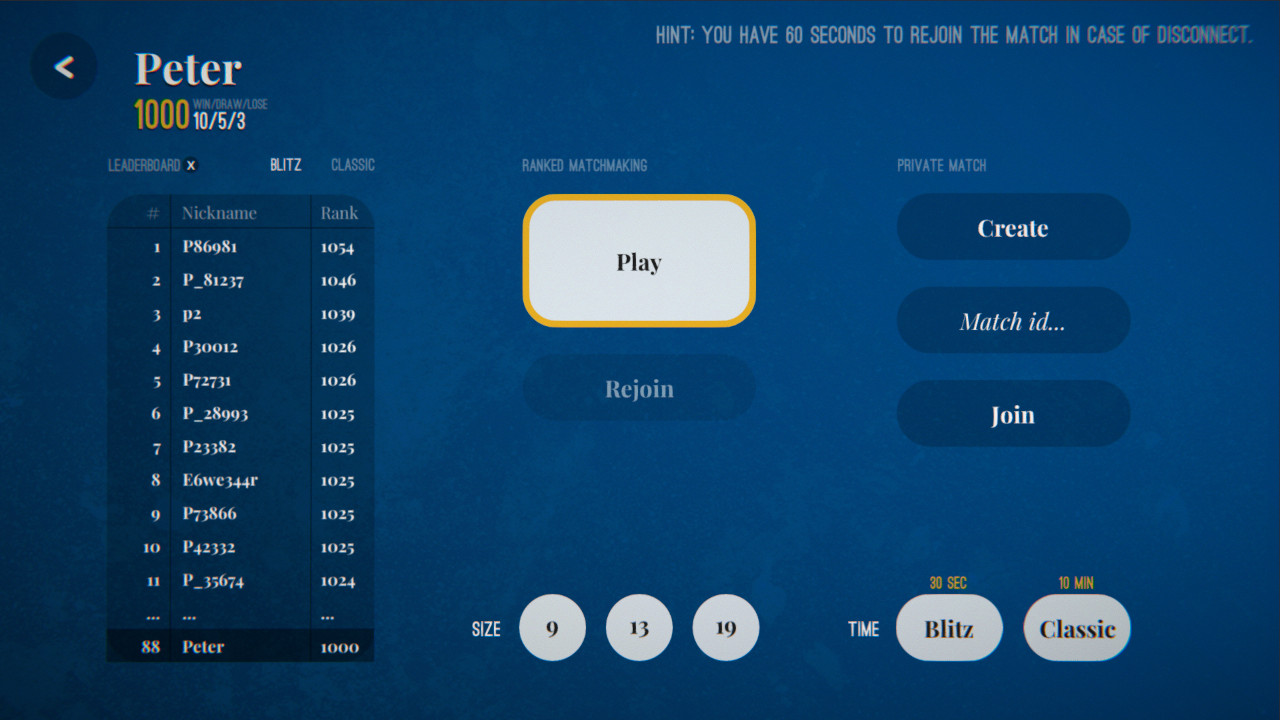 HINT: YOU HAVE 60 SECONDS TO REJOIN THE MATCH IN CASE OF DISCONNECT.
<
Peter
1000 WIN/DRAW/LOSE
10/5/3
LEADERBOARD X BLITZ CLASSIC
# Nickname Rank
1 P86981 1054
2 P_81237 1046
3 p2 1039
4 P30012 1026
5 P72731 1026
6 P_28993 1025
7 P23382 1025
8 E6we344r 1025
9 P73866 1025
10 P42332 1025
11 P_35674 1024
... ... ...
88 Peter 1000
RANKED MATCHMAKING
Play
Rejoin
PRIVATE MATCH
Create
Match id...
Join
SIZE 9 13 19
30 SEC 10 MIN
TIME Blitz Classic